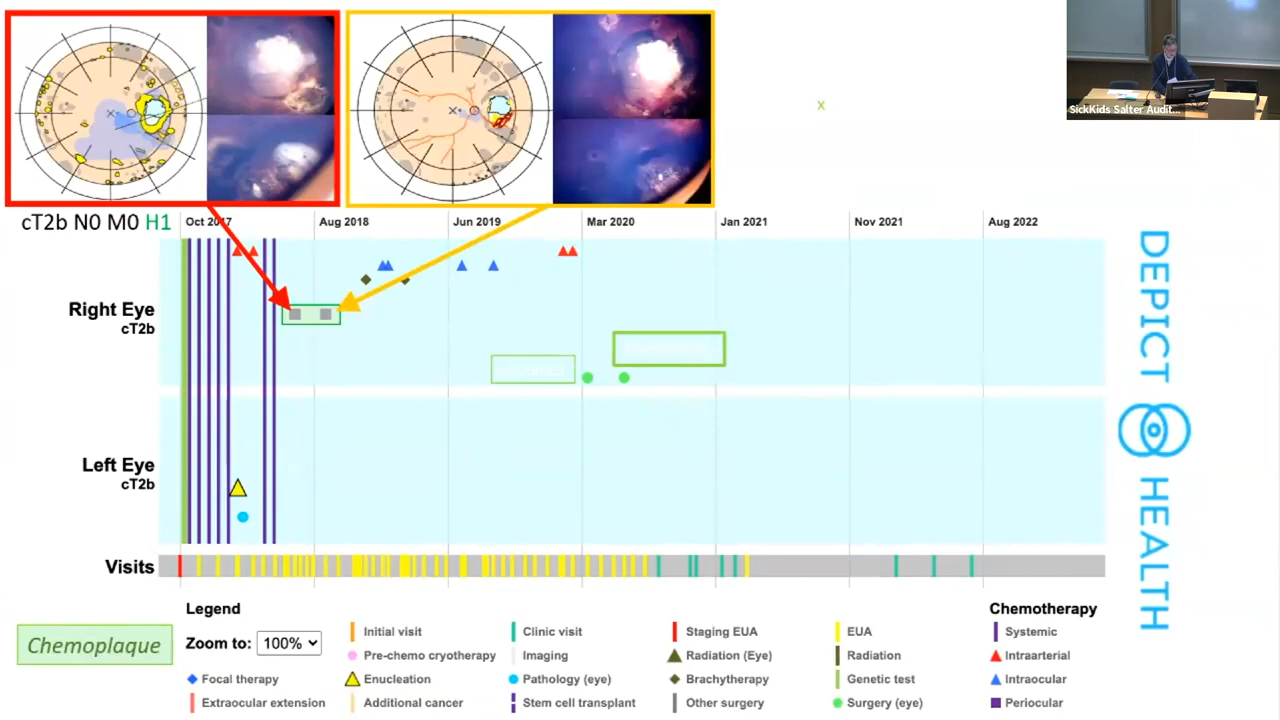 SickKids Salter Audit...
cT2b N0 M0 H1
Oct 2017
Aug 2018
Jun 2019
Mar 2020
Jan 2021
Nov 2021
Aug 2022
Right Eye
cT2b
Left Eye
cT2b
Visits
DEPICT HEALTH
Chemoplaque
Legend
Zoom to: 100%
Initial visit
Clinic visit
Staging EUA
EUA
Pre-chemo cryotherapy
Imaging
Radiation (Eye)
Radiation
Focal therapy
Enucleation
Pathology (eye)
Brachytherapy
Genetic test
Extraocular extension
Additional cancer
Stem cell transplant
Other surgery
Surgery (eye)
Chemotherapy
Systemic
Intraarterial
Intraocular
Periocular